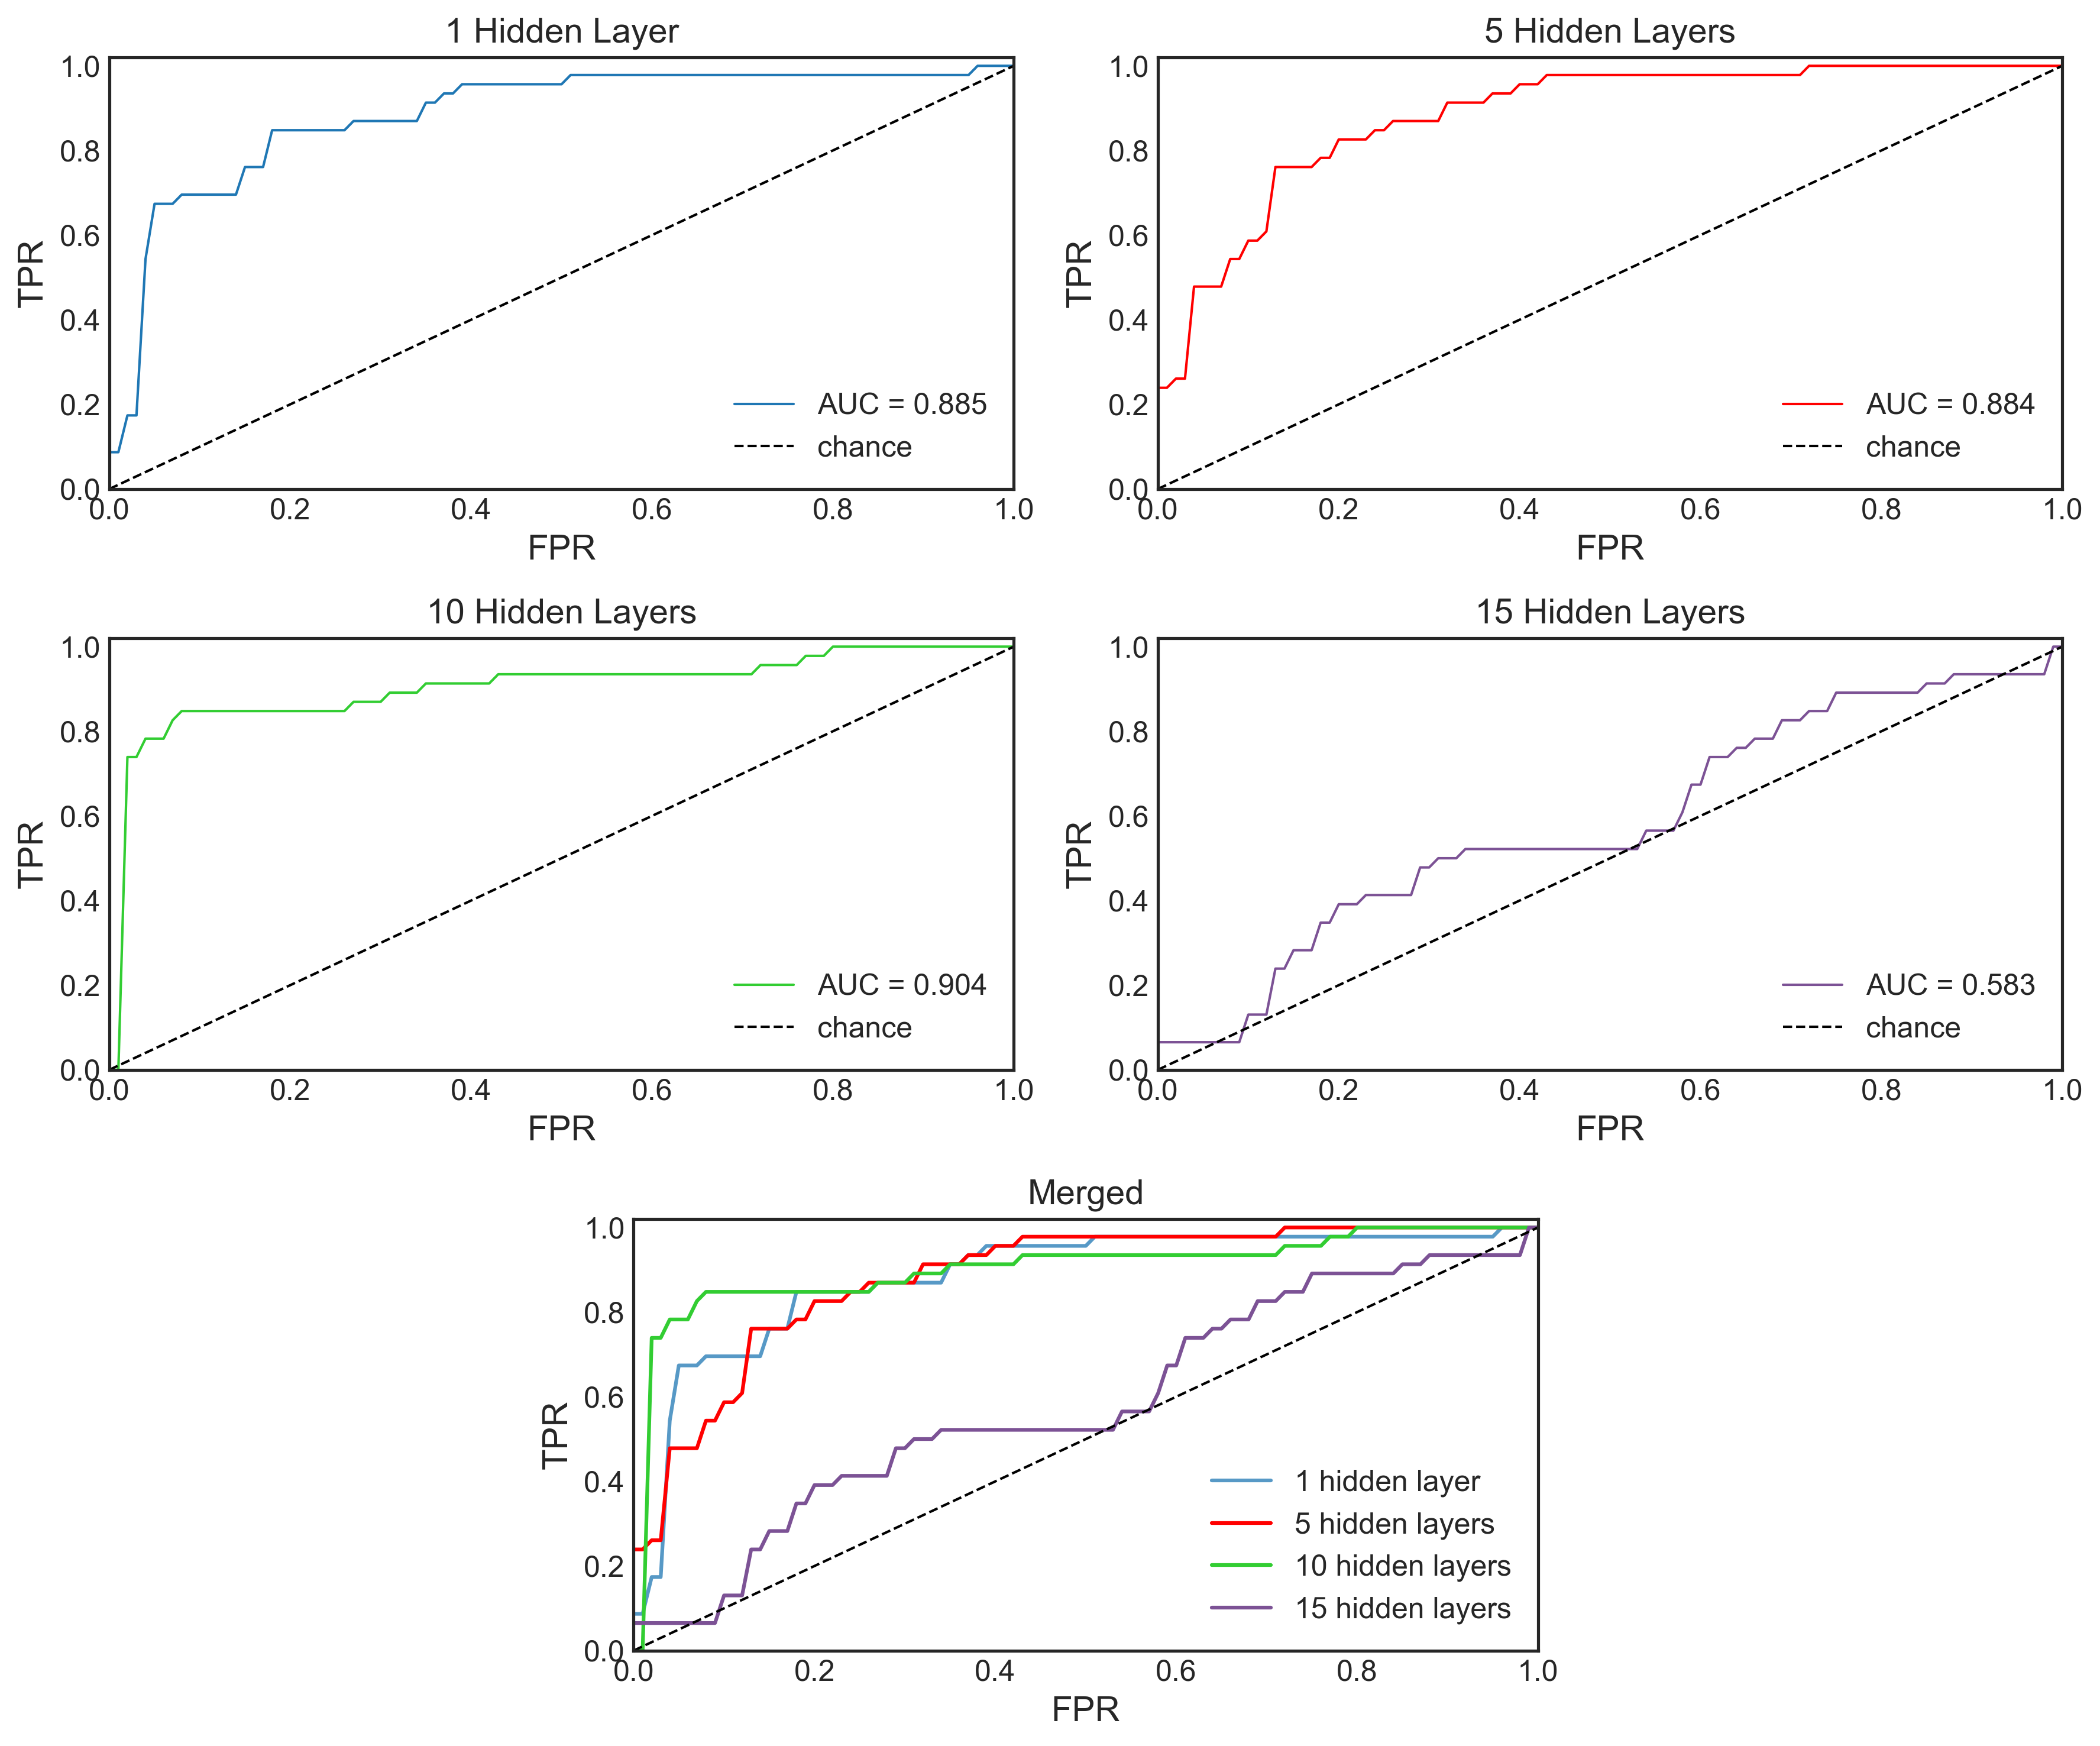 1 Hidden Layer
1.0
0.8
0.6
0.4
0.2
0.0
TPR
AUC = 0.885
chance
0.0 0.2 0.4 0.6 0.8 1.0
FPR
5 Hidden Layers
1.0
0.8
0.6
0.4
0.2
0.0
TPR
AUC = 0.884
chance
0.0 0.2 0.4 0.6 0.8 1.0
FPR
10 Hidden Layers
1.0
0.8
0.6
0.4
0.2
0.0
TPR
AUC = 0.904
chance
0.0 0.2 0.4 0.6 0.8 1.0
FPR
15 Hidden Layers
1.0
0.8
0.6
0.4
0.2
0.0
TPR
AUC = 0.583
chance
0.0 0.2 0.4 0.6 0.8 1.0
FPR
Merged
1.0
0.8
0.6
0.4
0.2
0.0
TPR
1 hidden layer
5 hidden layers
10 hidden layers
15 hidden layers
0.0 0.2 0.4 0.6 0.8 1.0
FPR